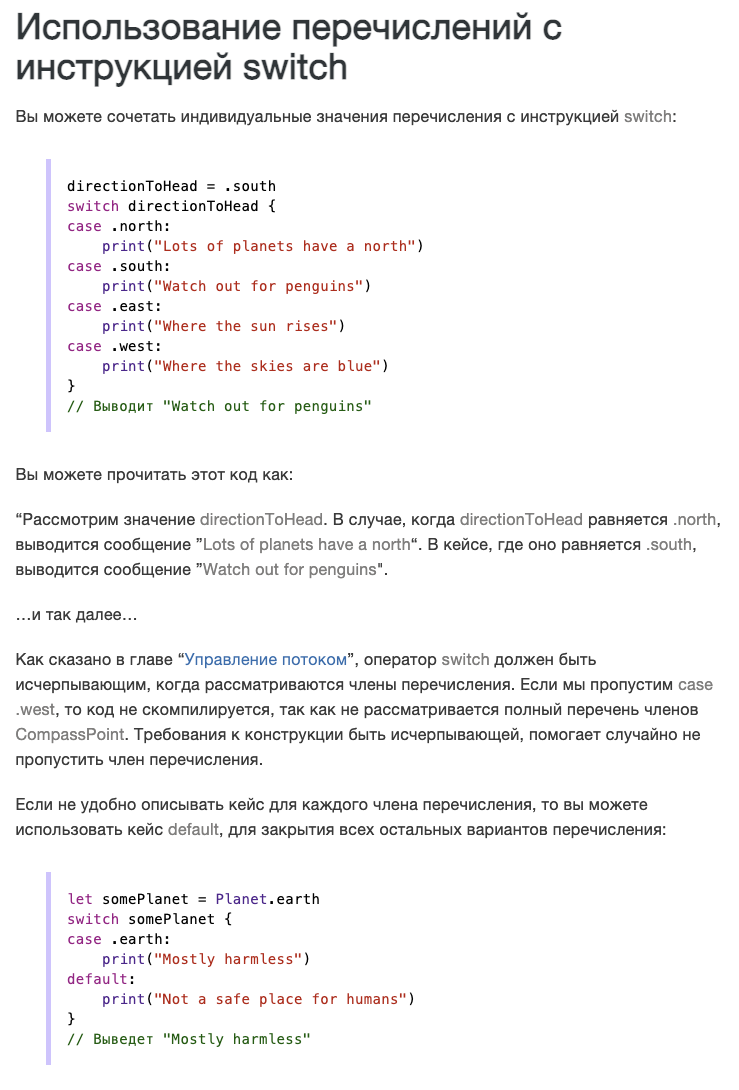 Использование перечислений с
инструкцией switch
Вы можете сочетать индивидуальные значения перечисления с инструкцией switch:
directionToHead = .south
switch directionToHead {
case .north:
    print("Lots of planets have a north")
case .south:
    print("Watch out for penguins")
case .east:
    print("Where the sun rises")
case .west:
    print("Where the skies are blue")
}
// Выводит "Watch out for penguins"
Вы можете прочитать этот код как:
“Рассмотрим значение directionToHead. В случае, когда directionToHead равняется .north,
выводится сообщение ”Lots of planets have a north“. В кейсе, где оно равняется .south,
выводится сообщение ”Watch out for penguins".
…и так далее…
Как сказано в главе “Управление потоком”, оператор switch должен быть
исчерпывающим, когда рассматриваются члены перечисления. Если мы пропустим case
.west, то код не скомпилируется, так как не рассматривается полный перечень членов
CompassPoint. Требования к конструкции быть исчерпывающей, помогает случайно не
пропустить член перечисления.
Если не удобно описывать кейс для каждого члена перечисления, то вы можете
использовать кейс default, для закрытия всех остальных вариантов перечисления:
let somePlanet = Planet.earth
switch somePlanet {
case .earth:
    print("Mostly harmless")
default:
    print("Not a safe place for humans")
}
// Выведет "Mostly harmless"